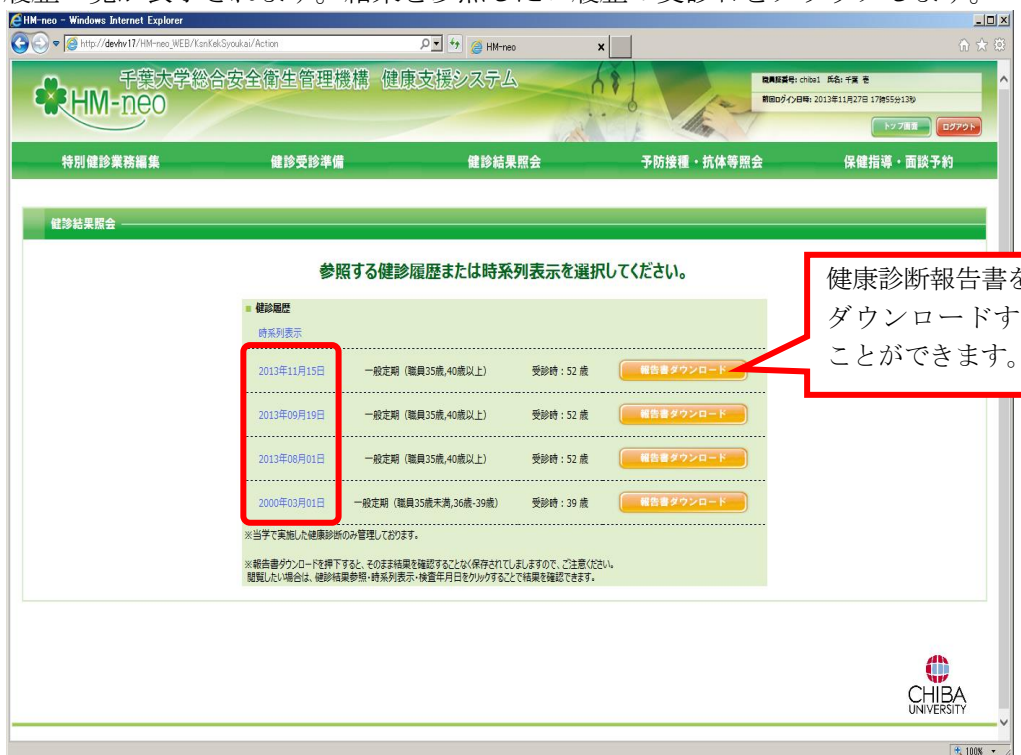 HM-neo - Windows Internet Explorer
http://devhv17/HM-neo_WEB/KsnKekSyoukai/Action
HM-neo
千葉大学総合安全衛生管理機構 健康支援システム
HM-neo
職員証番号: chiba1 氏名: 千葉 壱
前回ログイン日時: 2013年11月27日 17時55分13秒
トップ画面
ログアウト
特別健診業務編集
健診受診準備
健診結果照会
予防接種・抗体等照会
保健指導・面談予約
健診結果照会
参照する健診履歴または時系列表示を選択してください。
健康診断報告書を
ダウンロードす
ことができます。
健診履歴
時系列表示
2013年11月15日 一般定期（職員35歳,40歳以上） 受診時：52 歳 報告書ダウンロード
2013年09月19日 一般定期（職員35歳,40歳以上） 受診時：52 歳 報告書ダウンロード
2013年08月01日 一般定期（職員35歳,40歳以上） 受診時：52 歳 報告書ダウンロード
2000年03月01日 一般定期（職員35歳未満,36歳-39歳） 受診時：39 歳 報告書ダウンロード
※当学で実施した健康診断のみ管理しております。
※報告書ダウンロードを押下すると、そのまま結果を確認することなく保存されてしまいますので、ご注意ください。
閲覧したい場合は、健診結果参照・時系列表示・検査年月日をクリックすることで結果を確認できます。
CHIBA
UNIVERSITY
100%